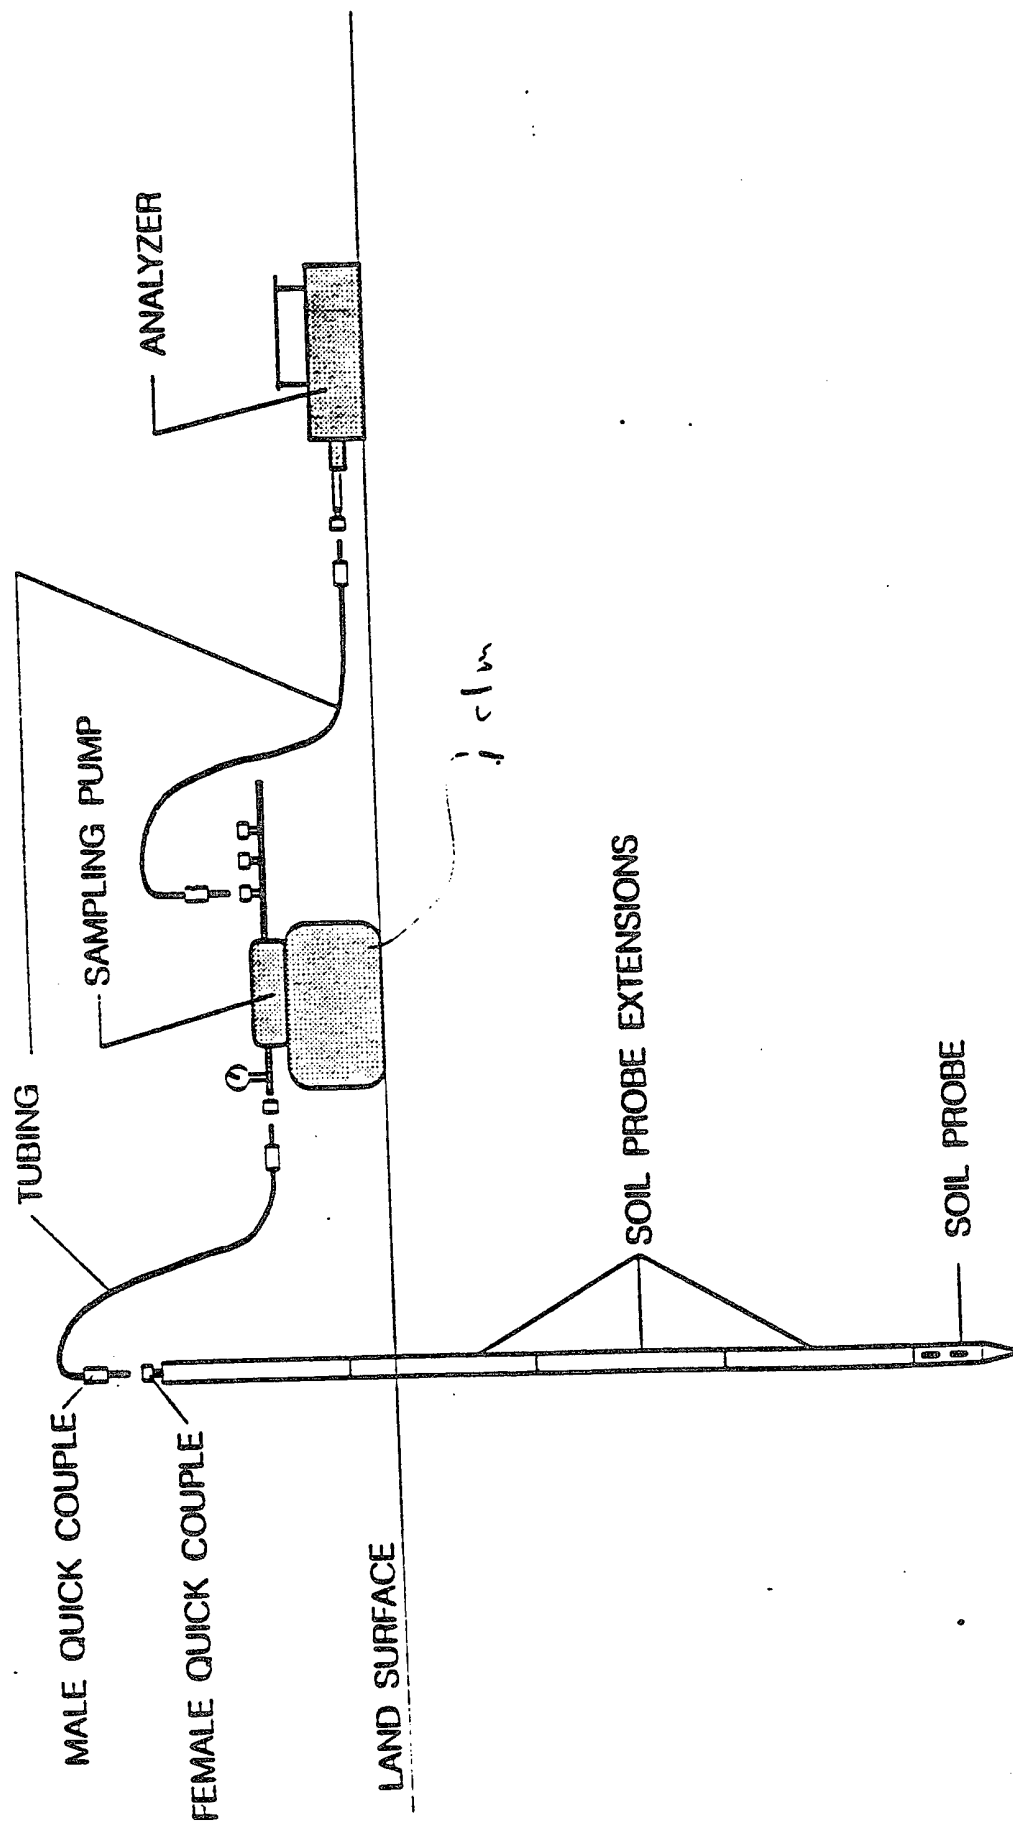 TUBING
SAMPLING PUMP
ANALYZER
MALE QUICK COUPLE
FEMALE QUICK COUPLE
LAND SURFACE
SOIL PROBE EXTENSIONS
SOIL PROBE